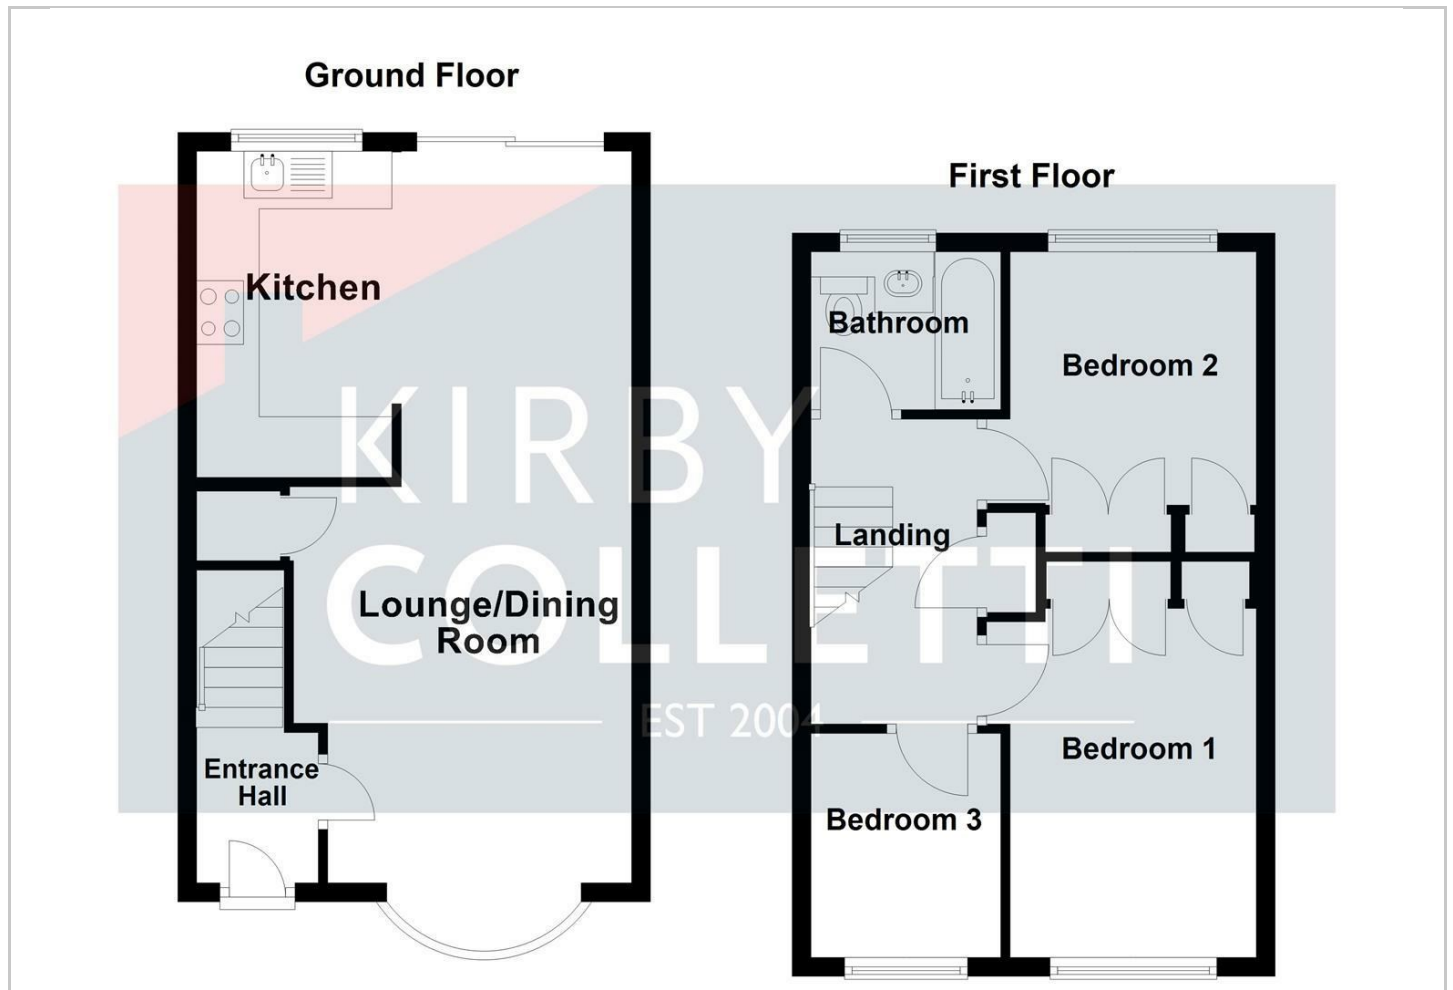 Ground Floor
Kitchen
Lounge/Dining
Room
Entrance
Hall
First Floor
Bathroom
Bedroom 2
Landing
Bedroom 1
Bedroom 3
KIRBY
COLLETTI
EST 2004